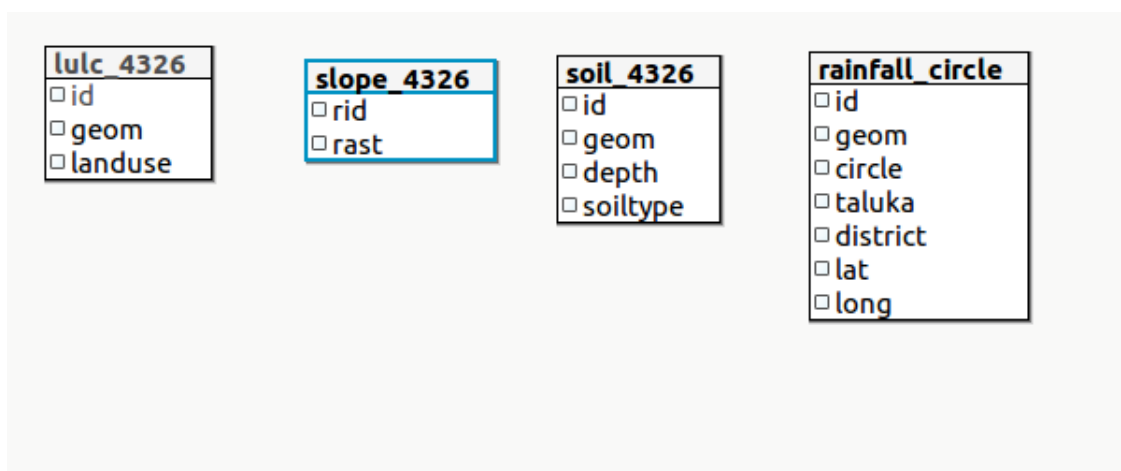 lulc_4326
id
geom
landuse
slope_4326
rid
rast
soil_4326
id
geom
depth
soiltype
rainfall_circle
id
geom
circle
taluka
district
lat
long